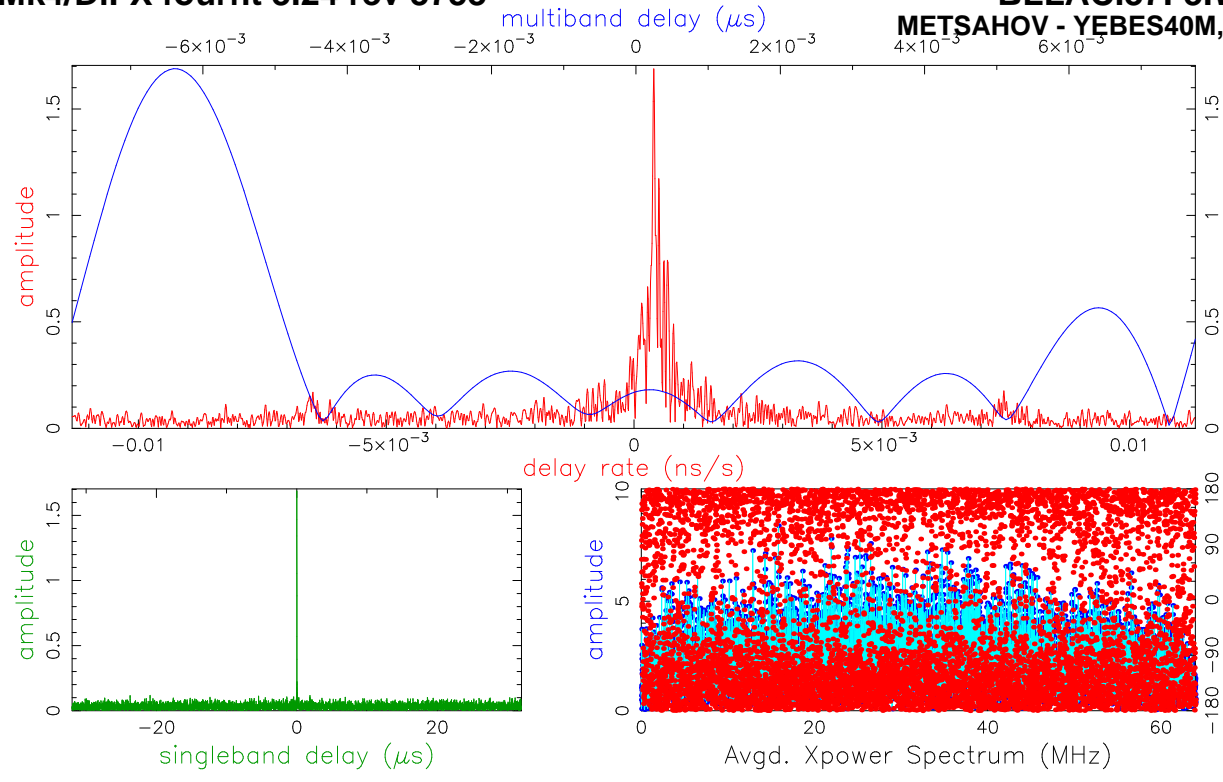 multiband delay (μs)
METSAHOV - YEBES40M,
−6×10⁻³ −4×10⁻³ −2×10⁻³ 0 2×10⁻³ 4×10⁻³ 6×10⁻³
amplitude
0 0.5 1 1.5
0 0.5 1 1.5
−0.01 −5×10⁻³ 0 5×10⁻³ 0.01
delay rate (ns/s)
amplitude
0 0.5 1 1.5
−20 0 20
singleband delay (μs)
amplitude
0 5 10
−180 −90 0 90 180
0 20 40 60
Avgd. Xpower Spectrum (MHz)